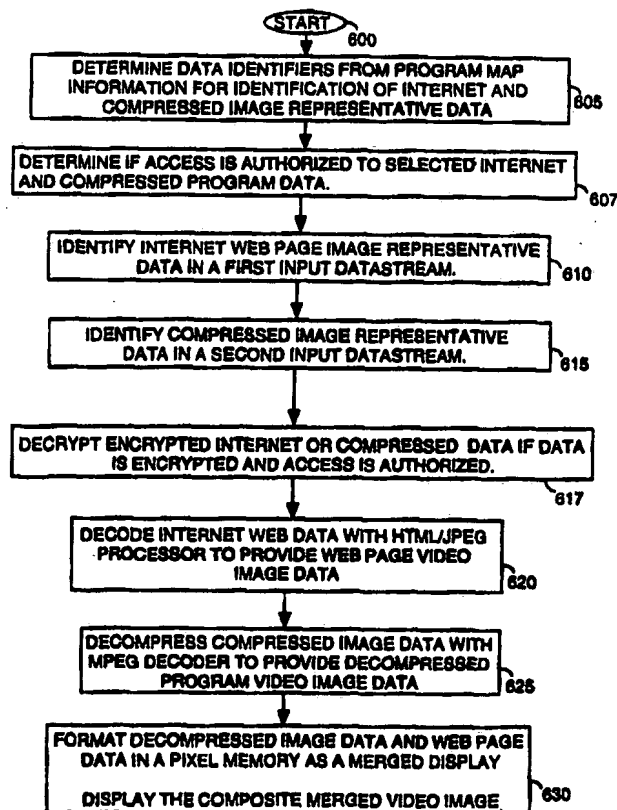 START
600
DETERMINE DATA IDENTIFIERS FROM PROGRAM MAP
INFORMATION FOR IDENTIFICATION OF INTERNET AND
COMPRESSED IMAGE REPRESENTATIVE DATA
605
DETERMINE IF ACCESS IS AUTHORIZED TO SELECTED INTERNET
AND COMPRESSED PROGRAM DATA.
607
IDENTIFY INTERNET WEB PAGE IMAGE REPRESENTATIVE
DATA IN A FIRST INPUT DATASTREAM.
610
IDENTIFY COMPRESSED IMAGE REPRESENTATIVE
DATA IN A SECOND INPUT DATASTREAM.
615
DECRYPT ENCRYPTED INTERNET OR COMPRESSED DATA IF DATA
IS ENCRYPTED AND ACCESS IS AUTHORIZED.
617
DECODE INTERNET WEB DATA WITH HTML/JPEG
PROCESSOR TO PROVIDE WEB PAGE VIDEO
IMAGE DATA
620
DECOMPRESS COMPRESSED IMAGE DATA WITH
MPEG DECODER TO PROVIDE DECOMPRESSED
PROGRAM VIDEO IMAGE DATA
625
FORMAT DECOMPRESSED IMAGE DATA AND WEB PAGE
DATA IN A PIXEL MEMORY AS A MERGED DISPLAY
630
DISPLAY THE COMPOSITE MERGED VIDEO IMAGE